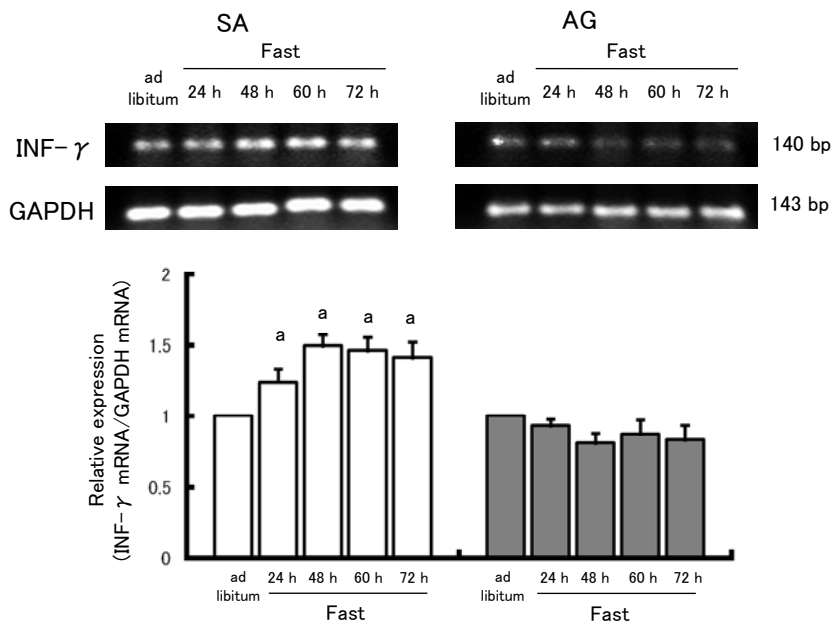 SA
AG
Fast
Fast
ad
libitum
24 h 48 h 60 h 72 h
ad
libitum
24 h 48 h 60 h 72 h
INF-γ
140 bp
GAPDH
143 bp
Relative expression
(INF-γ mRNA/GAPDH mRNA)
2
1.5
1
0.5
0
a a a a
ad
libitum
24 h 48 h 60 h 72 h
Fast
ad
libitum
24 h 48 h 60 h 72 h
Fast